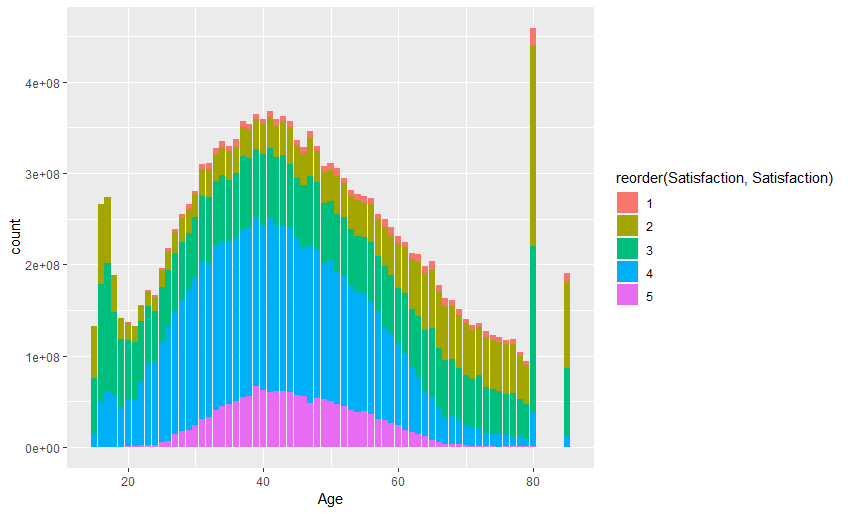 4e+08
3e+08
2e+08
1e+08
0e+00
count
20
40
60
80
Age
reorder(Satisfaction, Satisfaction)
1
2
3
4
5